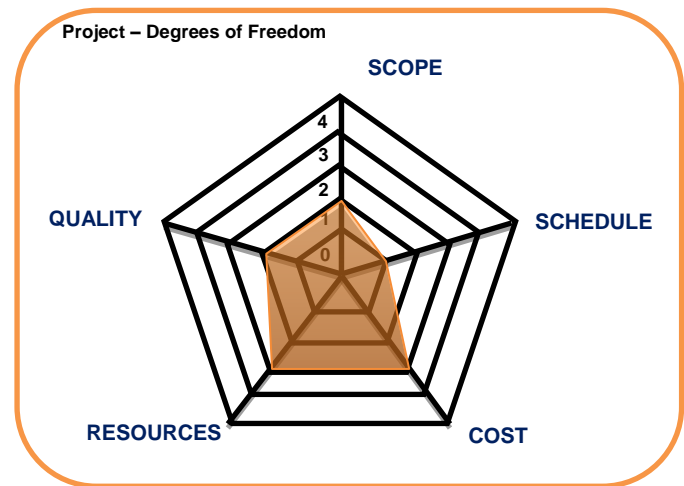 Project – Degrees of Freedom
SCOPE
4
3
2
1
0
QUALITY
SCHEDULE
RESOURCES
COST